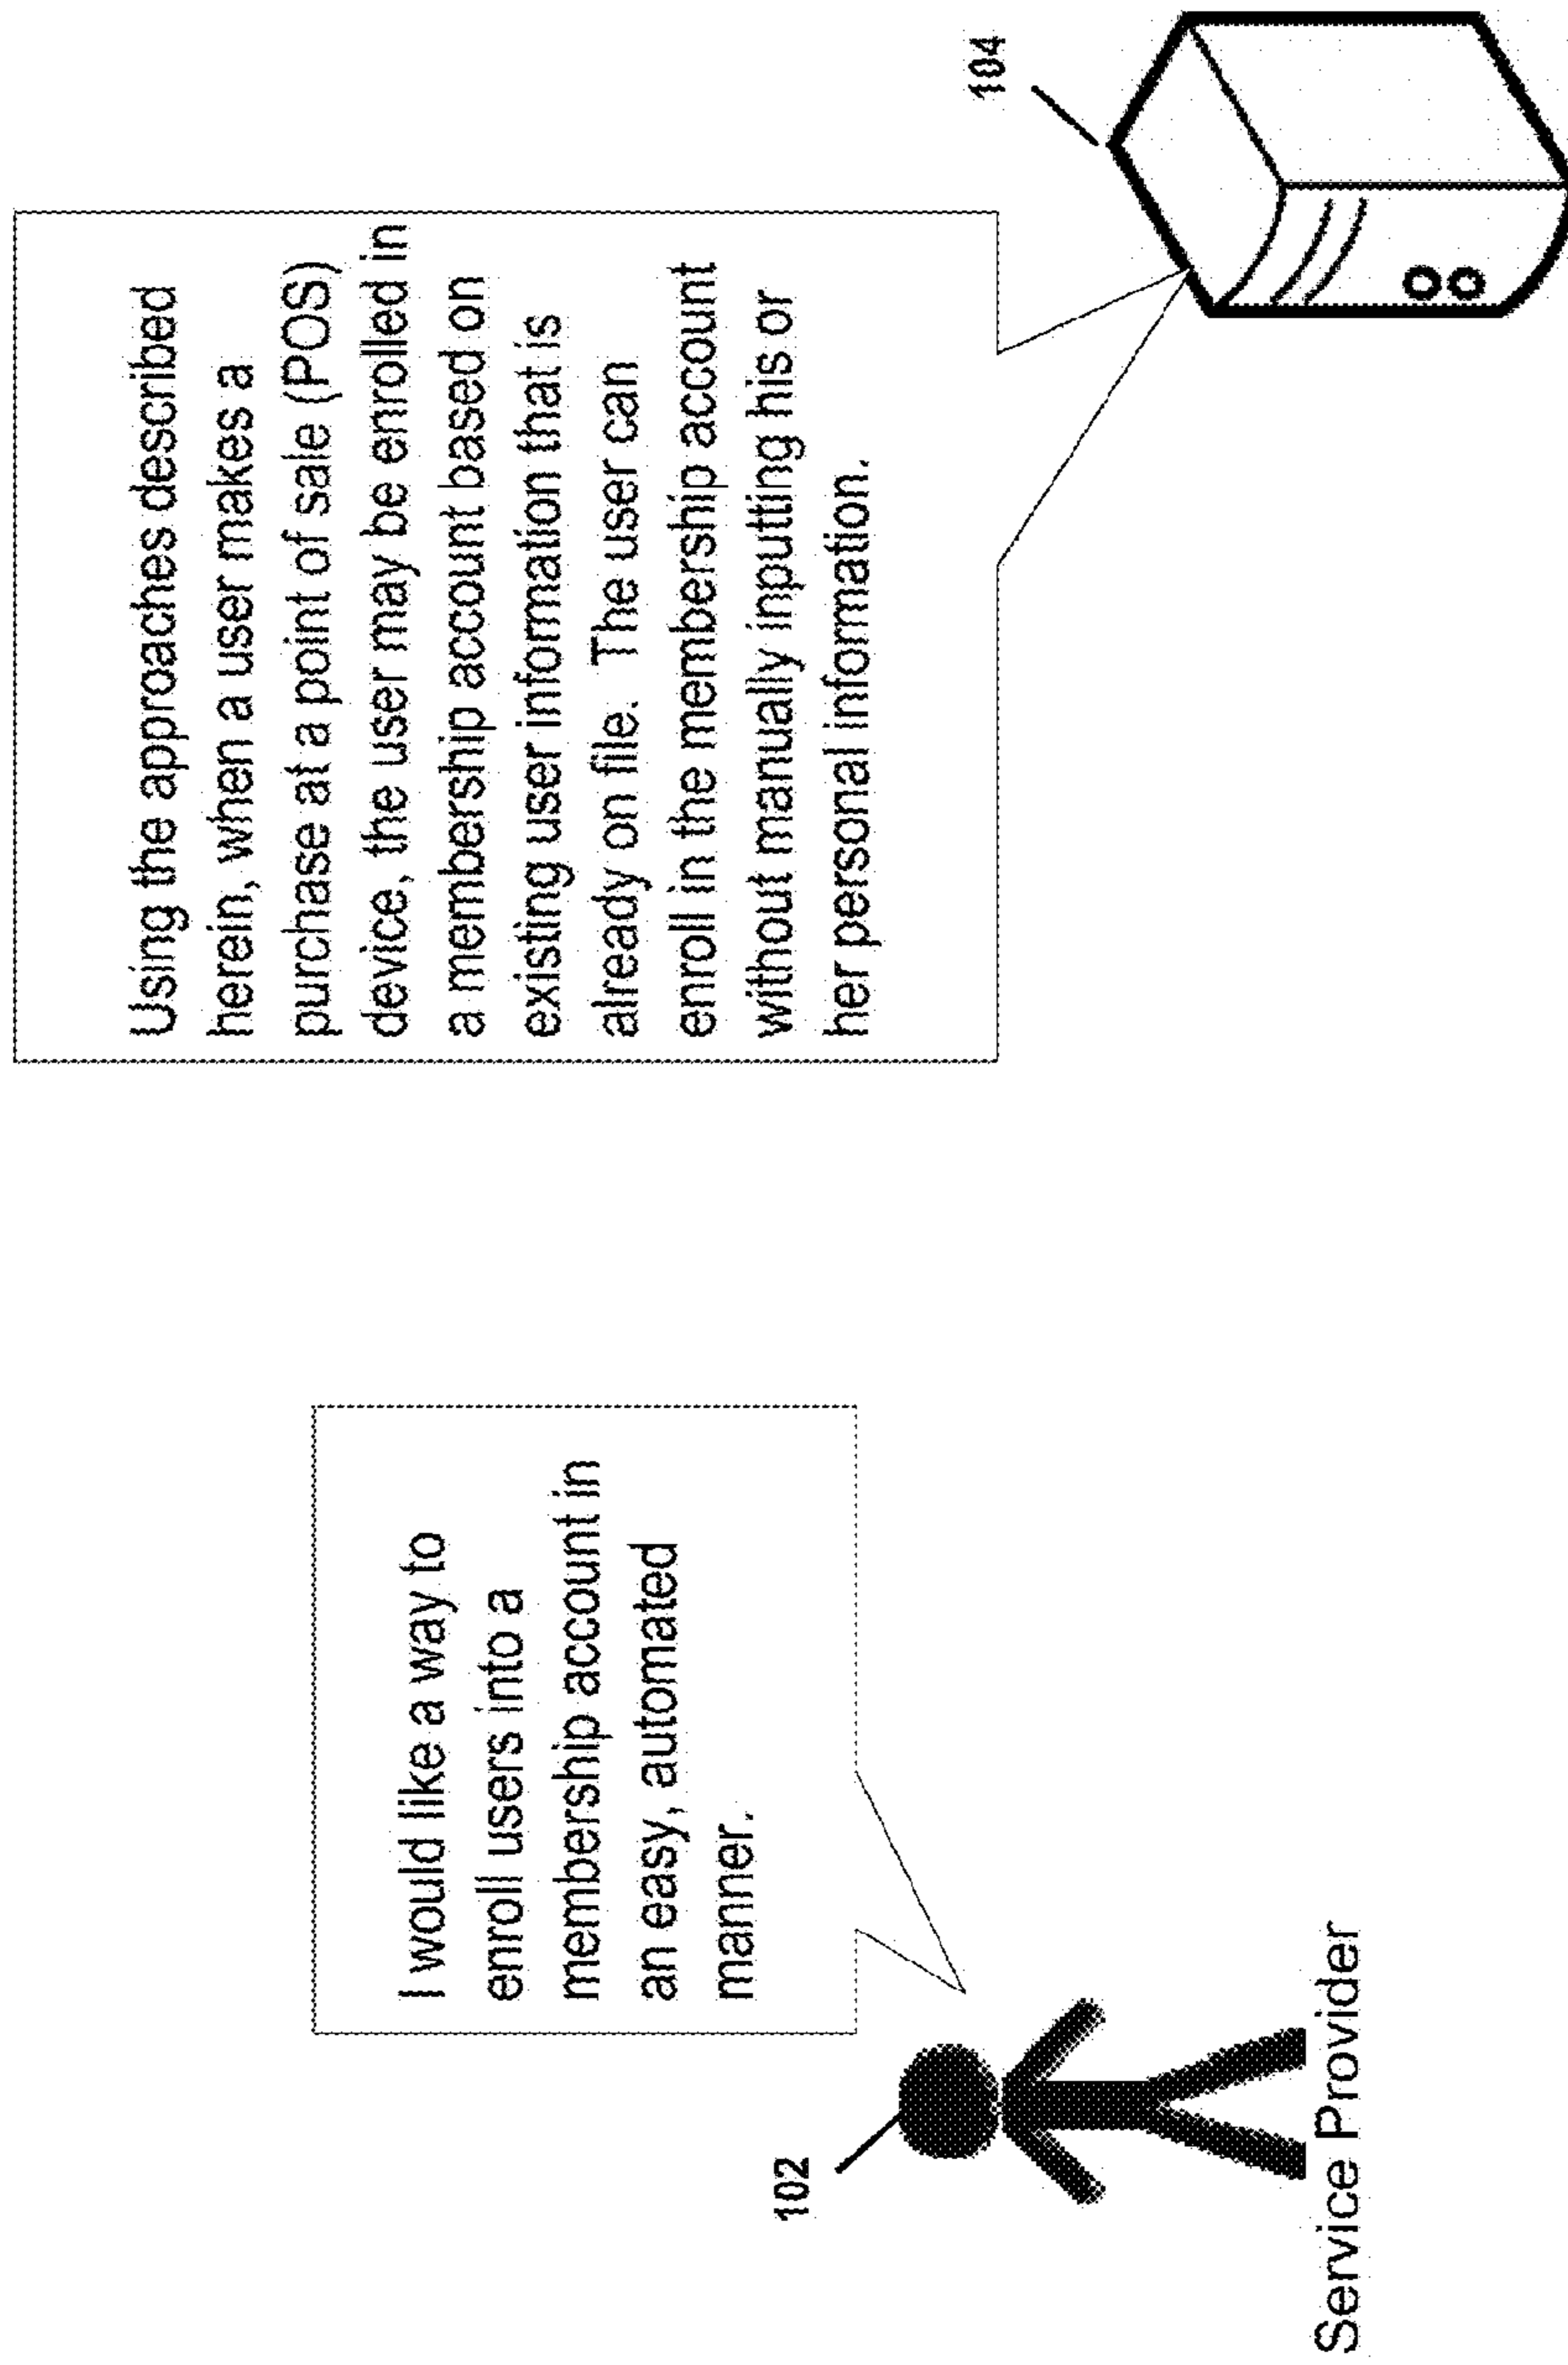 I would like a way to
enroll users into a
membership account in
an easy, automated
manner.
102
Service Provider
Using the approaches described
herein, when a user makes a
purchase at a point of sale (POS)
device, the user may be enrolled in
a membership account based on
existing user information that is
already on file.  The user can
enroll in the membership account
without manually inputting his or
her personal information.
104